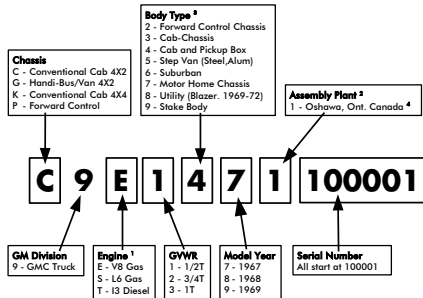 Body Type ³
2 - Forward Control Chassis
3 - Cab-Chassis
4 - Cab and Pickup Box
5 - Step Van (Steel,Alum)
6 - Suburban
7 - Motor Home Chassis
8 - Utility (Blazer. 1969-72)
9 - Stake Body
Chassis
C - Conventional Cab 4X2
G - Handi-Bus/Van 4X2
K - Conventional Cab 4X4
P - Forward Control
Assembly Plant ²
1 - Oshawa, Ont. Canada ⁴
C 9 E 1 4 7 1 100001
GM Division
9 - GMC Truck
Engine ¹
E - V8 Gas
S - L6 Gas
T - I3 Diesel
GVWR
1 - 1/2T
2 - 3/4T
3 - 1T
Model Year
7 - 1967
8 - 1968
9 - 1969
Serial Number
All start at 100001